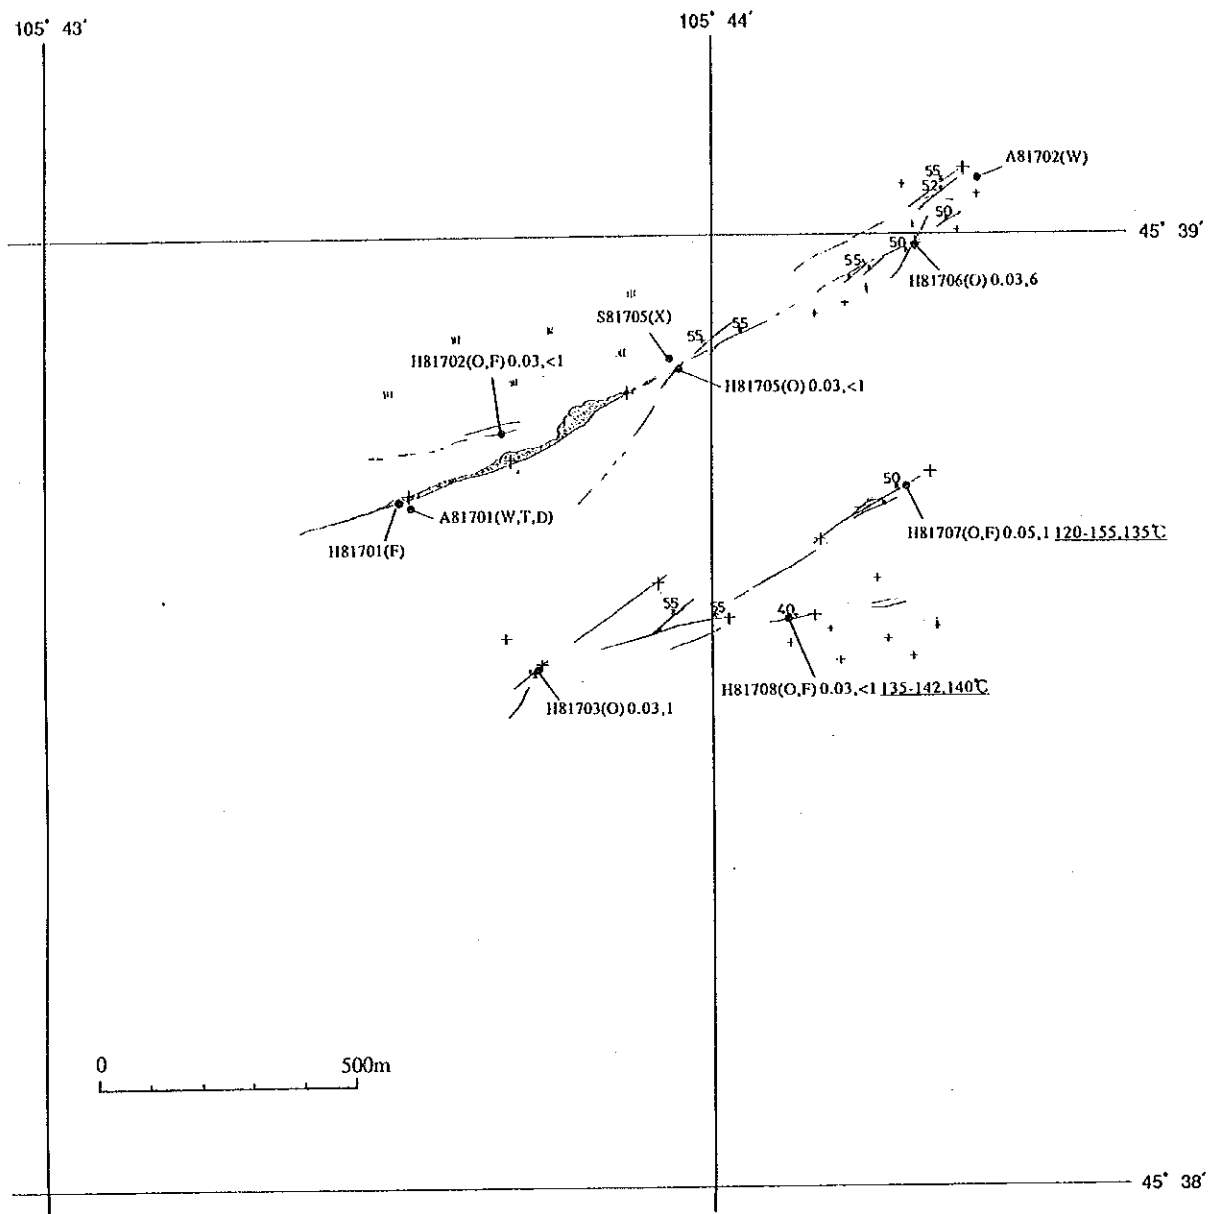 105° 43′
105° 44′
A81702(W)
55
52
50
45° 39′
50
55
H81706(O) 0.03,6
S81705(X)
55
55
H81702(O,F) 0.03,<1
H81705(O) 0.03,<1
50
A81701(W,T,D)
H81701(F)
H81707(O,F) 0.05,1 120-155,135℃
55
55
40
H81708(O,F) 0.03,<1 135-142,140℃
H81703(O) 0.03,1
0
500m
45° 38′